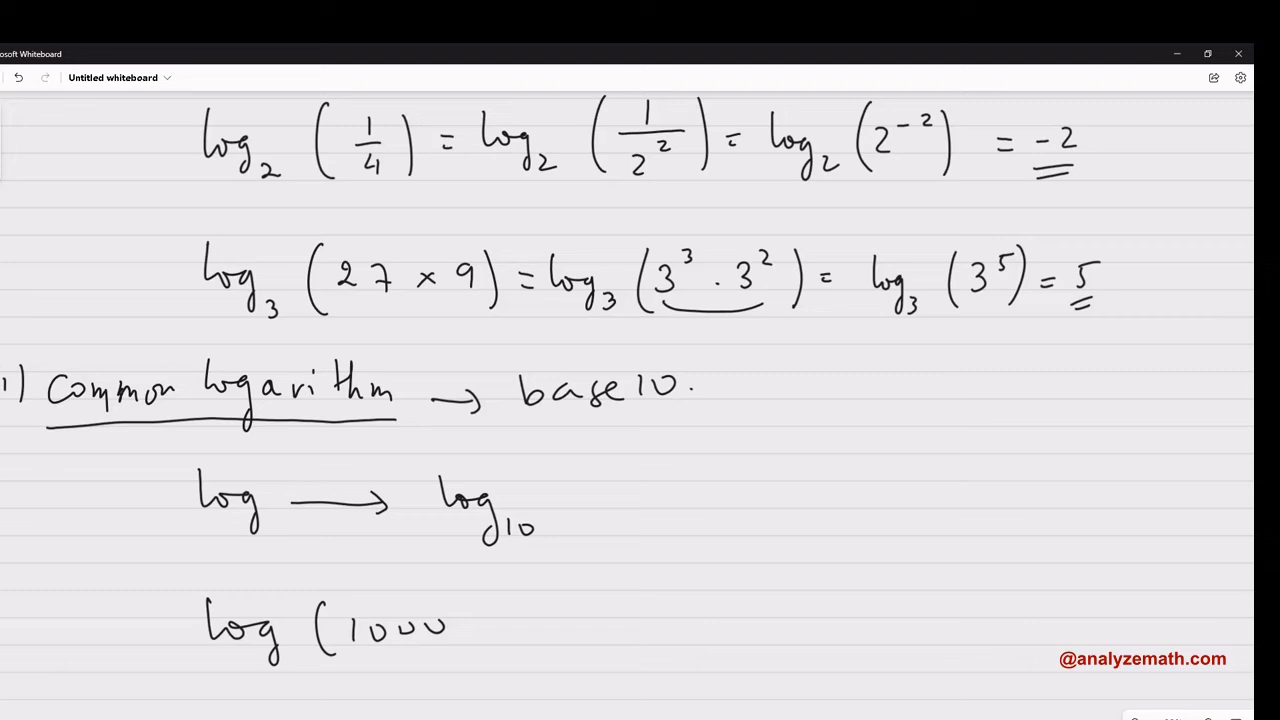 osoft Whiteboard
Untitled whiteboard
log₂ (1/4) = log₂ (1/2²) = log₂ (2⁻²) = -2
log₃ (27 × 9) = log₃ (3³ . 3²) = log₃ (3⁵) = 5
1) Common logarithm → base 10.
log → log₁₀
log (1000
@analyzemath.com